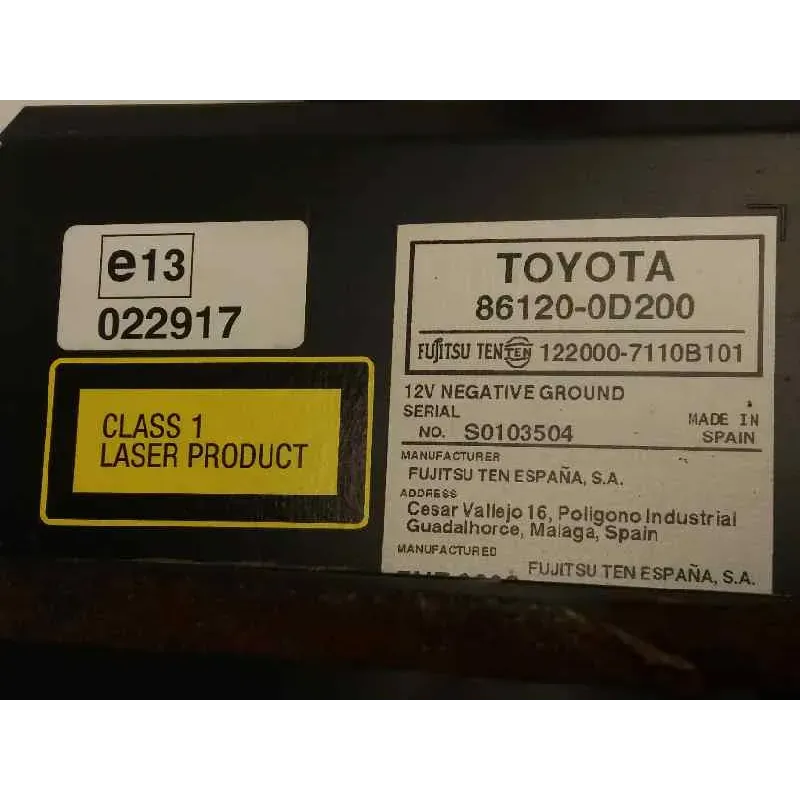 e13
022917
CLASS 1
LASER PRODUCT
TOYOTA
86120-0D200
FUJITSU TEN TEN 122000-7110B101
12V NEGATIVE GROUND
SERIAL
NO. S0103504
MADE IN
SPAIN
MANUFACTURER
FUJITSU TEN ESPAÑA, S.A.
ADDRESS
Cesar Vallejo 16, Poligono Industrial
Guadalhorce, Malaga, Spain
MANUFACTURED
FUJITSU TEN ESPAÑA, S.A.